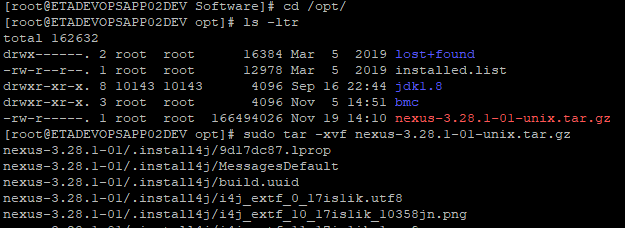 [root@ETADEVOPSAPP02DEV Software]# cd /opt/
[root@ETADEVOPSAPP02DEV opt]# ls -ltr
total 162632
drwx------. 2 root root 16384 Mar 5 2019 lost+found
-rw-r--r--. 1 root root 12978 Mar 5 2019 installed.list
drwxr-xr-x. 8 10143 10143 4096 Sep 16 22:44 jdk1.8
drwxr-xr-x. 3 root root 4096 Nov 5 14:51 bmc
-rw-r-----. 1 root root 166494026 Nov 19 14:10 nexus-3.28.1-01-unix.tar.gz
[root@ETADEVOPSAPP02DEV opt]# sudo tar -xvf nexus-3.28.1-01-unix.tar.gz
nexus-3.28.1-01/.install4j/9d17dc87.lprop
nexus-3.28.1-01/.install4j/MessagesDefault
nexus-3.28.1-01/.install4j/build.uuid
nexus-3.28.1-01/.install4j/i4j_extf_0_17islik.utf8
nexus-3.28.1-01/.install4j/i4j_extf_10_17islik_10358jn.png